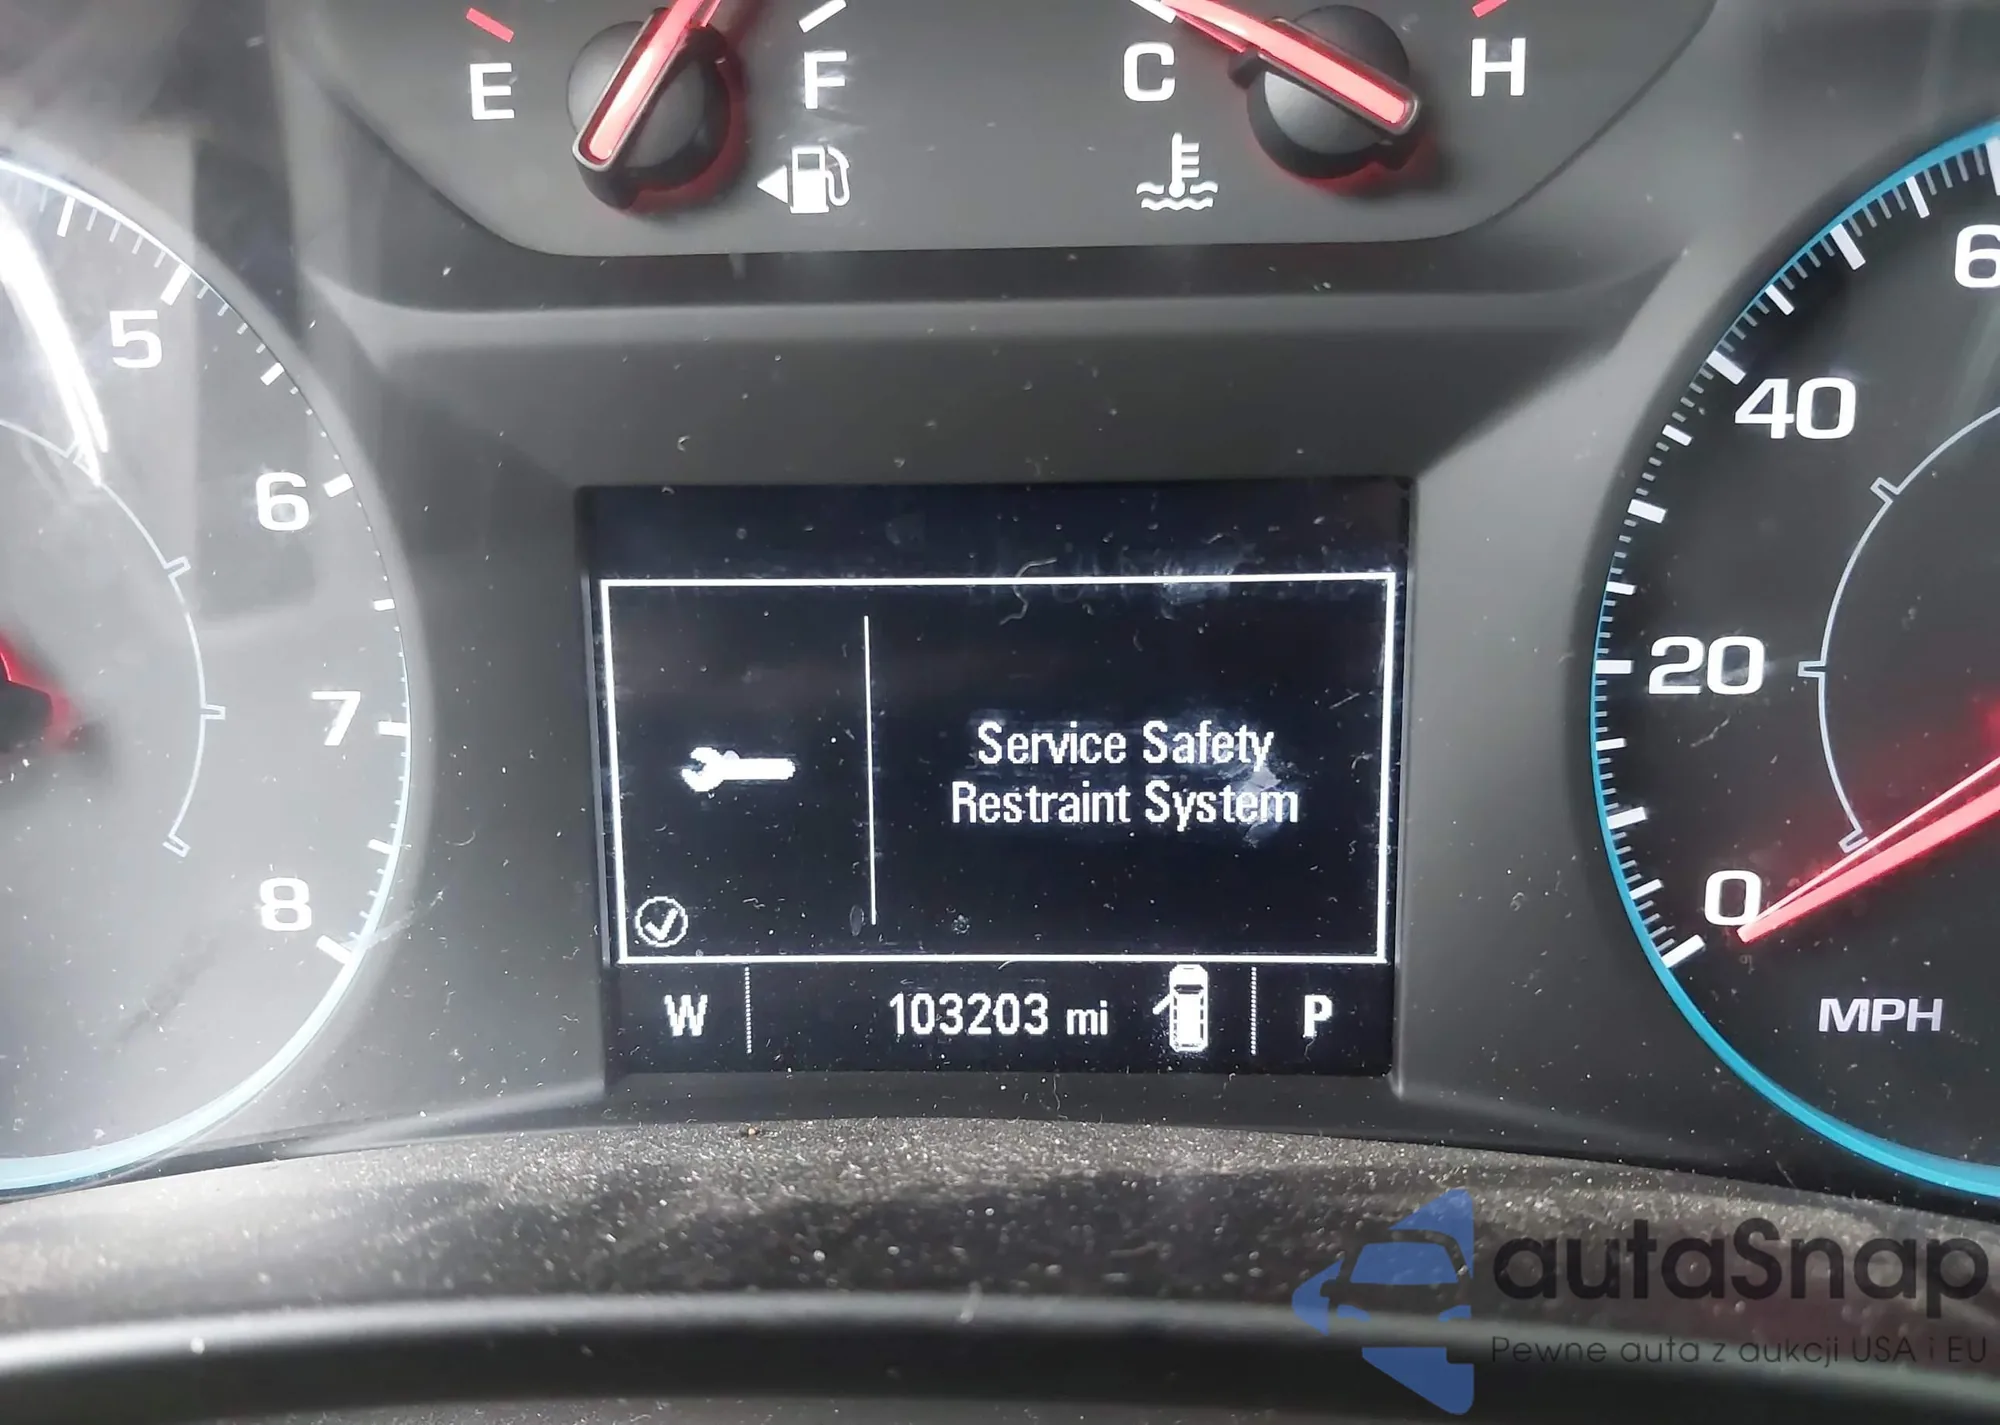 E
F
C
H
5
6
7
8
6
40
20
0
MPH
Service Safety
Restraint System
W
103203 mi
P
autaSnap
Pewne auta z aukcji USA i EU